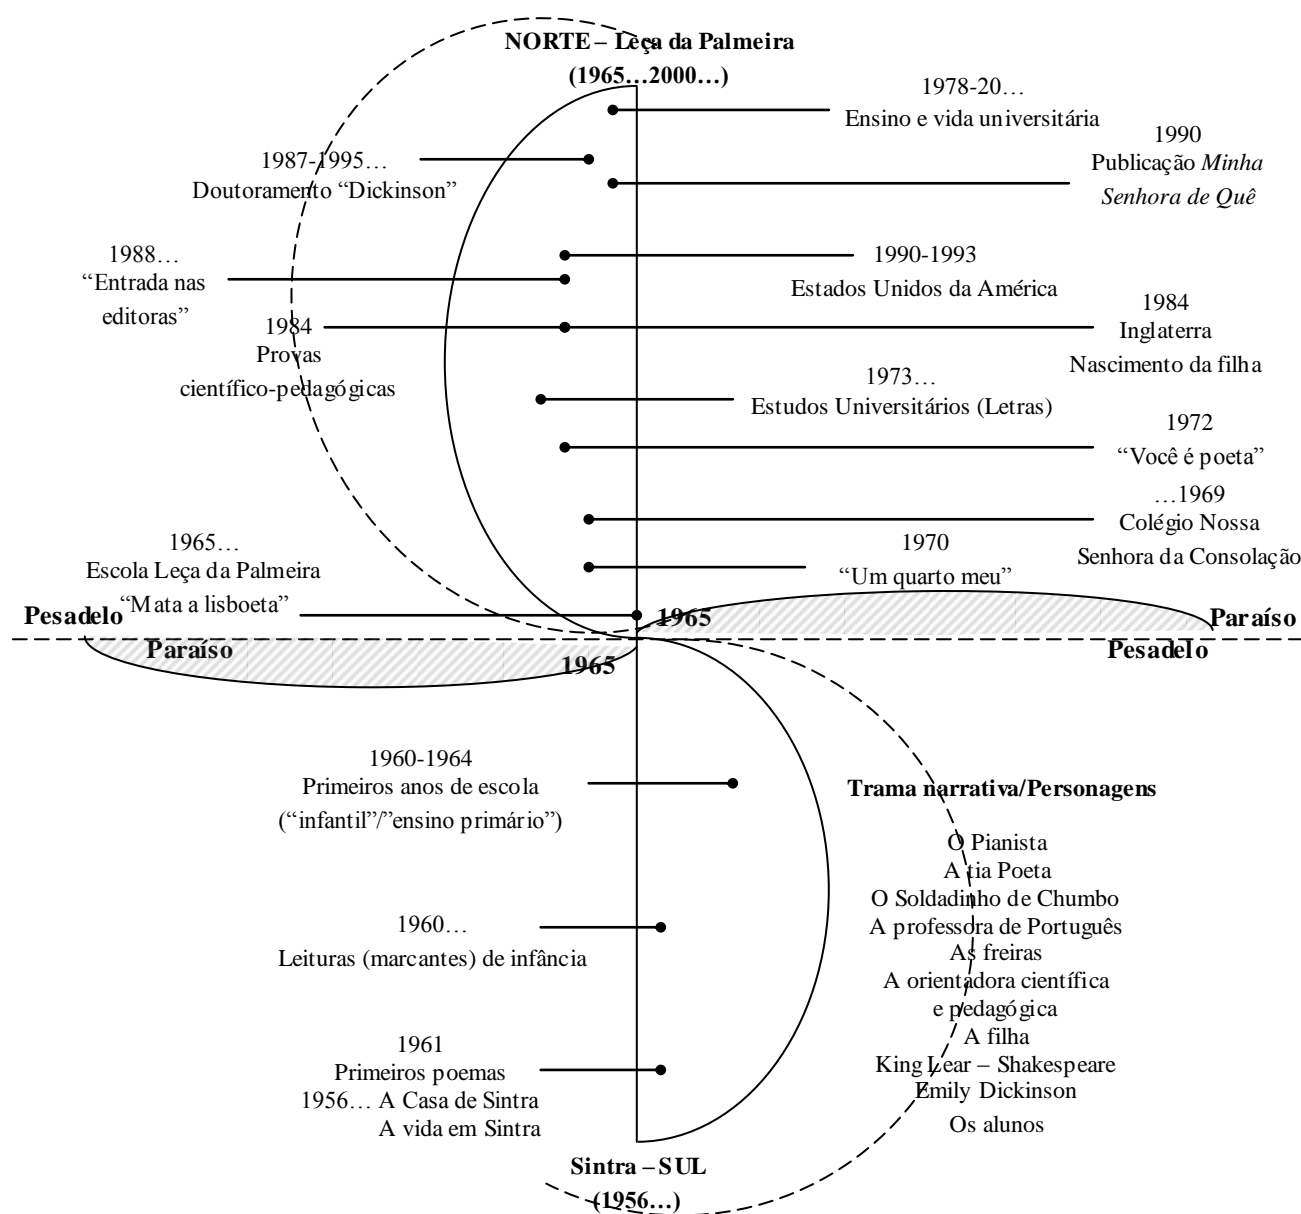 NORTE – Leça da Palmeira
(1965…2000…)
1978-20…
Ensino e vida universitária
1990
Publicação Minha
Senhora de Quê
1987-1995…
Doutoramento “Dickinson”
1988…
“Entrada nas
editoras”
1990-1993
Estados Unidos da América
1984
Provas
científico-pedagógicas
1984
Inglaterra
Nascimento da filha
1973…
Estudos Universitários (Letras)
1972
“Você é poeta”
…1969
Colégio Nossa
Senhora da Consolação
1965…
Escola Leça da Palmeira
“Mata a lisboeta”
1970
“Um quarto meu”
Pesadelo
1965
Paraíso
Paraíso
1965
Pesadelo
1960-1964
Primeiros anos de escola
(“infantil”/”ensino primário”)
1960…
Leituras (marcantes) de infância
1961
Primeiros poemas
1956… A Casa de Sintra
A vida em Sintra
Trama narrativa/Personagens
O Pianista
A tia Poeta
O Soldadinho de Chumbo
A professora de Português
As freiras
A orientadora científica
e pedagógica
A filha
King Lear – Shakespeare
Emily Dickinson
Os alunos
Sintra – SUL
(1956…)